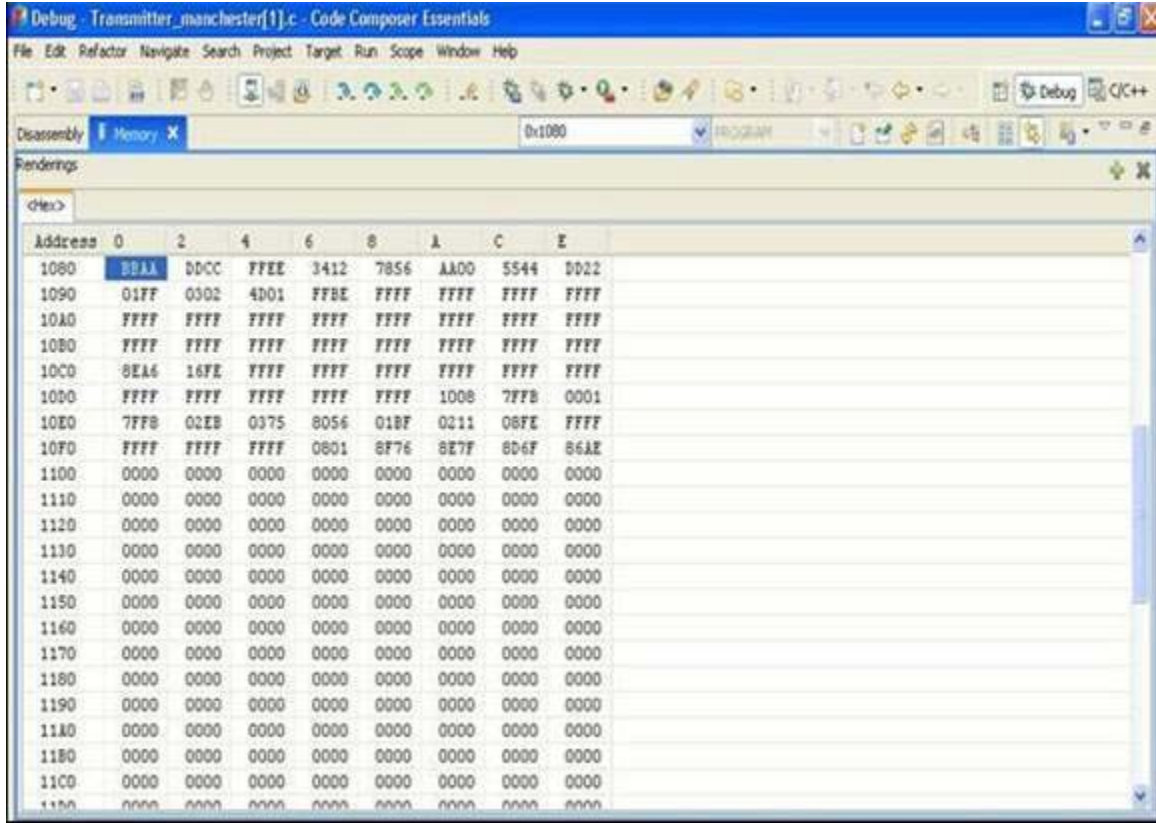 Debug - Transmitter_manchester[1].c - Code Composer Essentials
File Edit Refactor Navigate Search Project Target Run Scope Window Help
Debug C/C++
Disassembly Memory X 0x1080 PROGRAM
Renderings
<Hex>
Address 0 2 4 6 8 A C E
1080 BBAA DDCC FFEE 3412 7856 AA00 5544 DD22
1090 01FF 0302 4D01 FFBE FFFF FFFF FFFF FFFF
10A0 FFFF FFFF FFFF FFFF FFFF FFFF FFFF FFFF
10B0 FFFF FFFF FFFF FFFF FFFF FFFF FFFF FFFF
10C0 8EA6 16FE FFFF FFFF FFFF FFFF FFFF FFFF
10D0 FFFF FFFF FFFF FFFF FFFF 1008 7FFB 0001
10E0 7FF8 02EB 0375 8056 01BF 0211 08FE FFFF
10F0 FFFF FFFF FFFF 0801 8F76 8E7F 8D6F 86AE
1100 0000 0000 0000 0000 0000 0000 0000 0000
1110 0000 0000 0000 0000 0000 0000 0000 0000
1120 0000 0000 0000 0000 0000 0000 0000 0000
1130 0000 0000 0000 0000 0000 0000 0000 0000
1140 0000 0000 0000 0000 0000 0000 0000 0000
1150 0000 0000 0000 0000 0000 0000 0000 0000
1160 0000 0000 0000 0000 0000 0000 0000 0000
1170 0000 0000 0000 0000 0000 0000 0000 0000
1180 0000 0000 0000 0000 0000 0000 0000 0000
1190 0000 0000 0000 0000 0000 0000 0000 0000
11A0 0000 0000 0000 0000 0000 0000 0000 0000
11B0 0000 0000 0000 0000 0000 0000 0000 0000
11C0 0000 0000 0000 0000 0000 0000 0000 0000
11D0 0000 0000 0000 0000 0000 0000 0000 0000